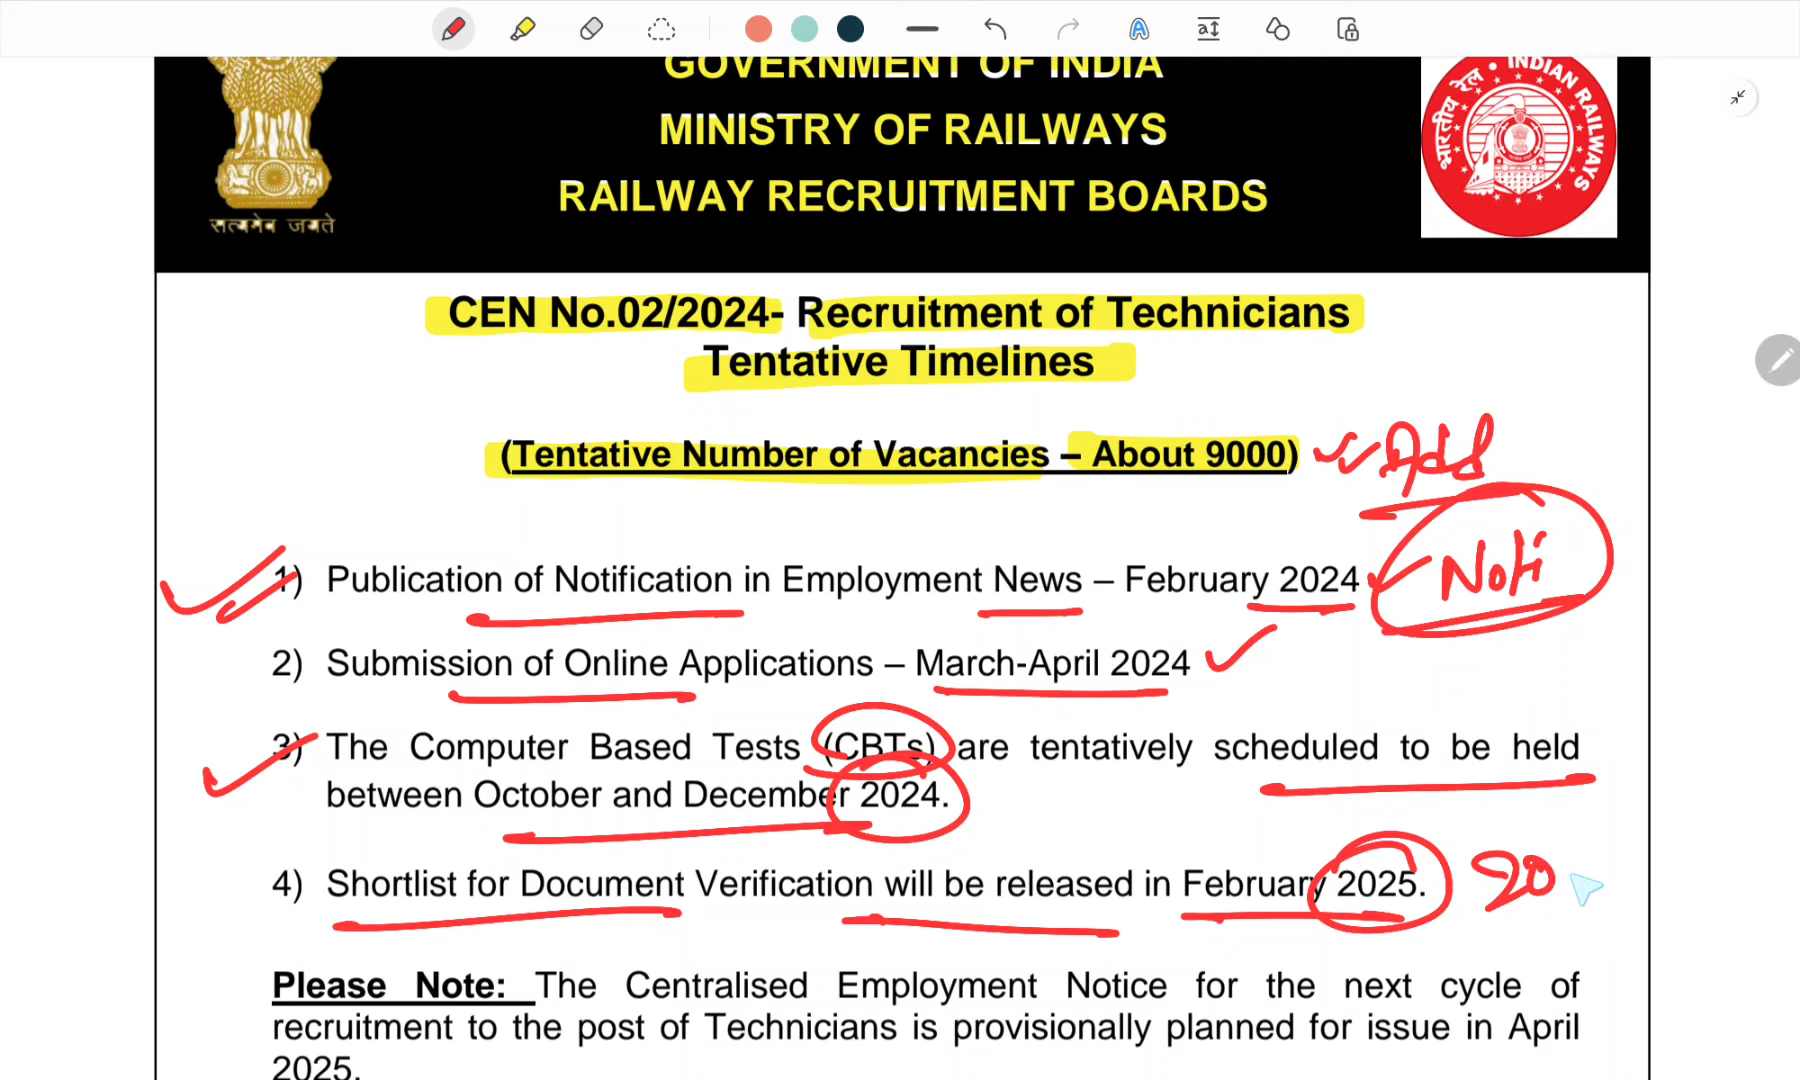 GOVERNMENT OF INDIA
MINISTRY OF RAILWAYS
RAILWAY RECRUITMENT BOARDS
सत्यमेव जयते
भारतीय रेल • INDIAN RAILWAYS
CEN No.02/2024- Recruitment of Technicians
Tentative Timelines
(Tentative Number of Vacancies – About 9000)
Add
1) Publication of Notification in Employment News – February 2024
Noti
2) Submission of Online Applications – March-April 2024
3) The Computer Based Tests (CBTs) are tentatively scheduled to be held
between October and December 2024.
4) Shortlist for Document Verification will be released in February 2025. 20
Please Note: The Centralised Employment Notice for the next cycle of
recruitment to the post of Technicians is provisionally planned for issue in April
2025.